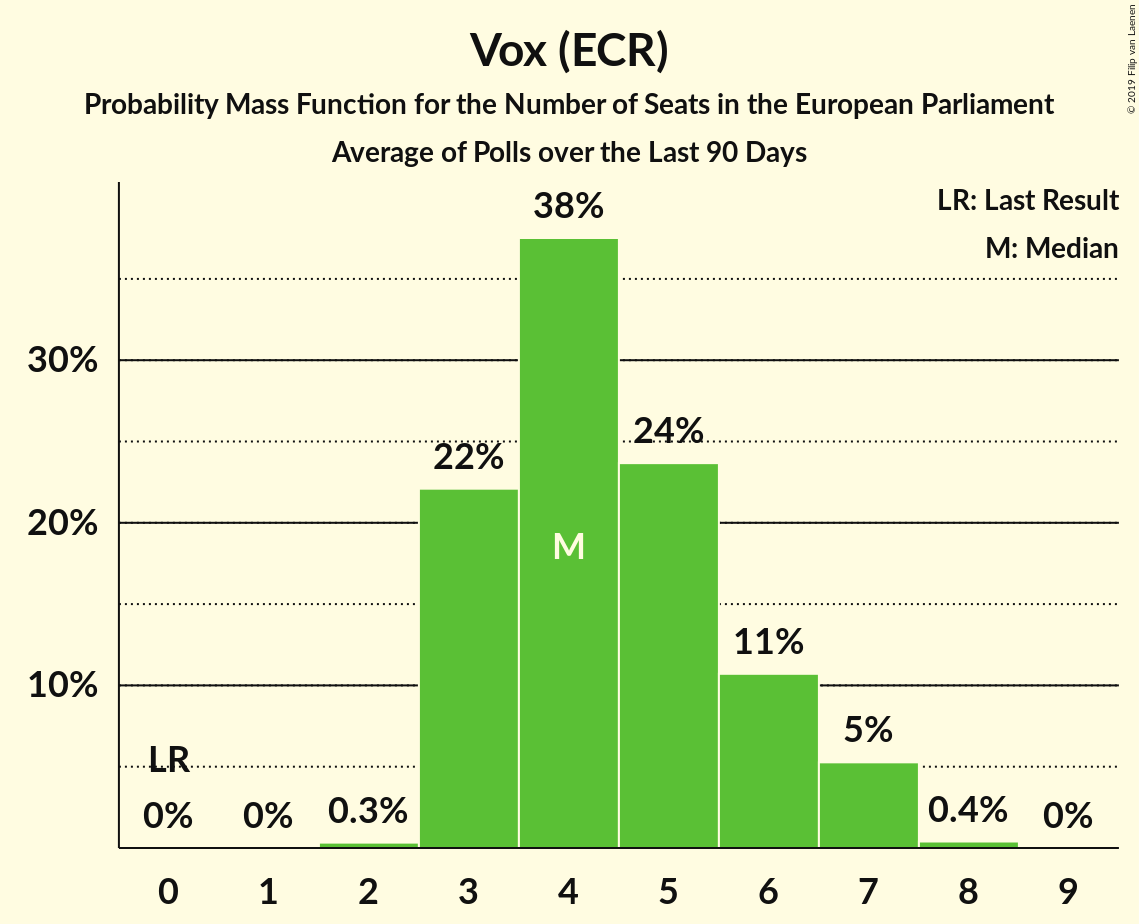 Vox (ECR)
Probability Mass Function for the Number of Seats in the European Parliament
Average of Polls over the Last 90 Days
© 2019 Filip van Laenen
LR: Last Result
M: Median
38%
30%
24%
22%
20%
M
11%
10%
5%
LR
0%
0%
0.3%
0.4%
0%
0 1 2 3 4 5 6 7 8 9